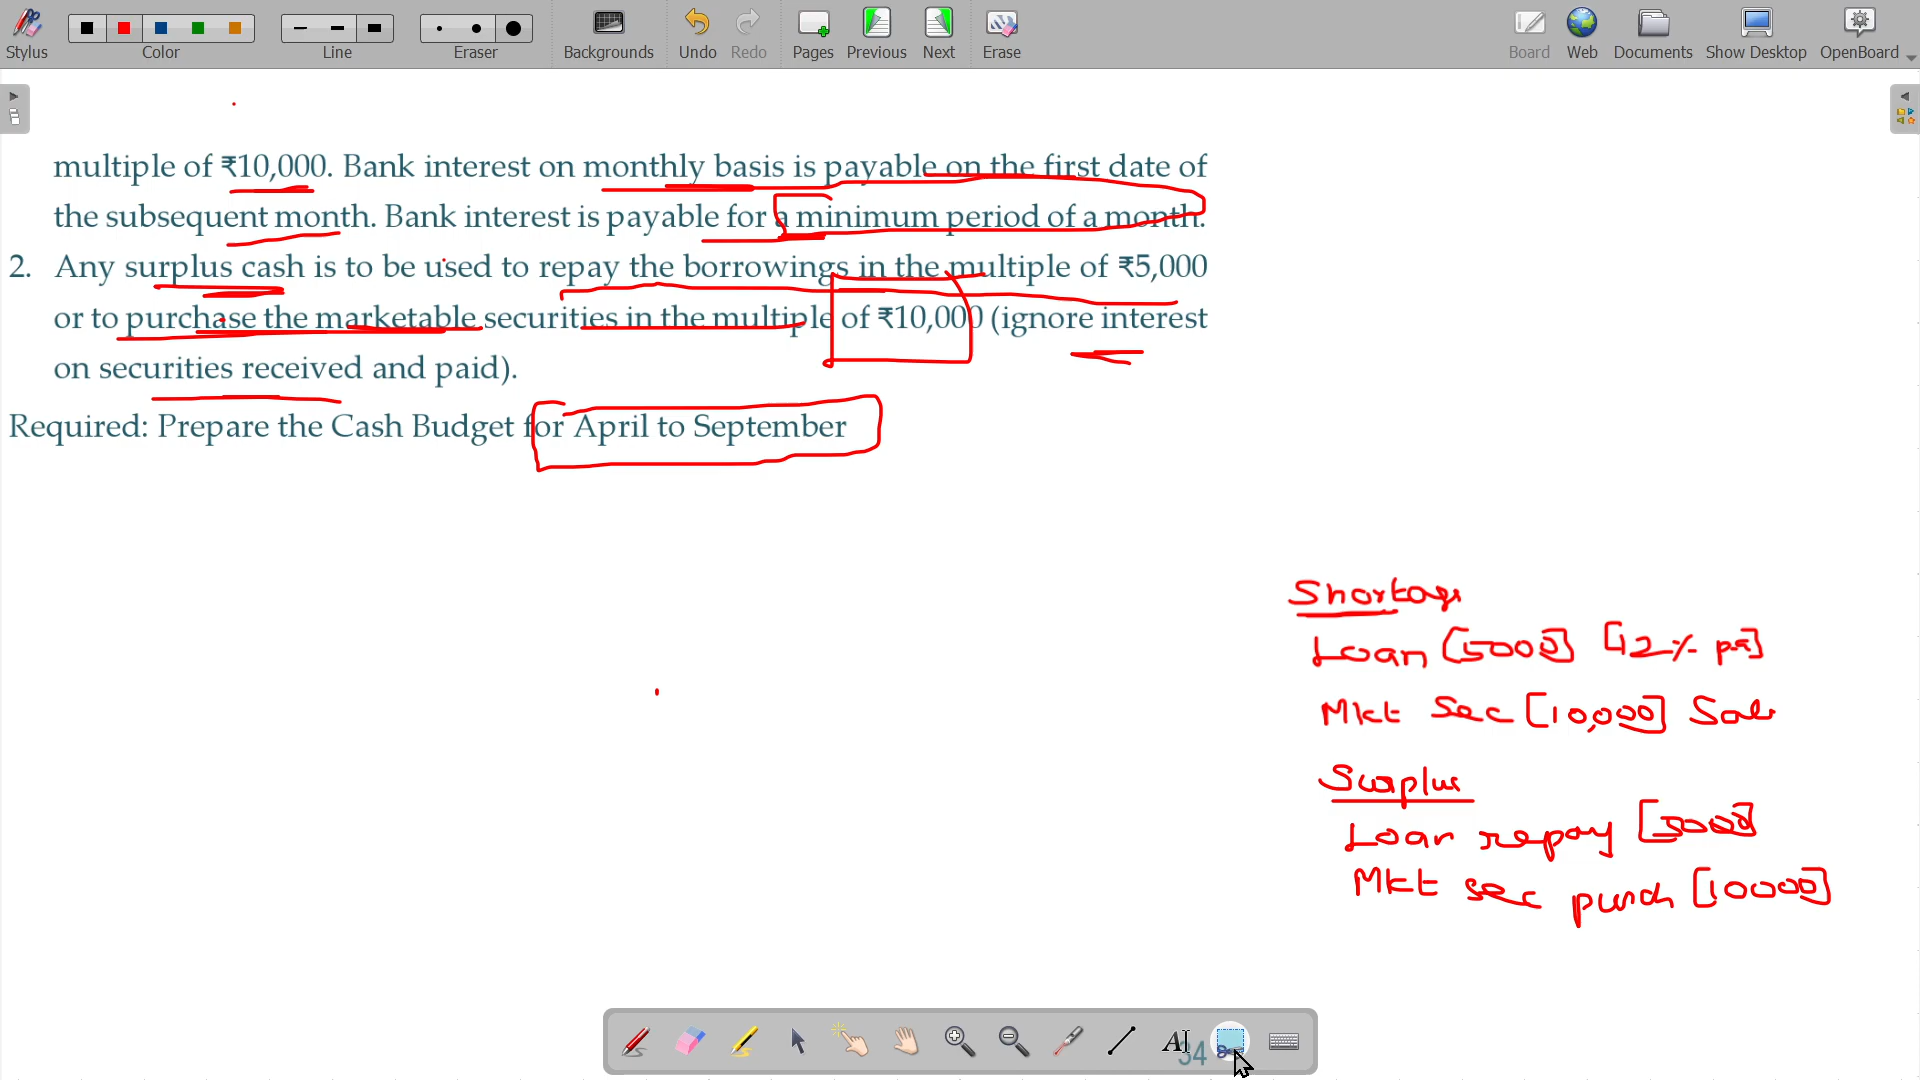 Stylus Color Line Eraser Backgrounds Undo Redo Pages Previous Next Erase Board Web Documents Show Desktop OpenBoard
multiple of ₹10,000. Bank interest on monthly basis is payable on the first date of
the subsequent month. Bank interest is payable for a minimum period of a month.
2. Any surplus cash is to be used to repay the borrowings in the multiple of ₹5,000
or to purchase the marketable securities in the multiple of ₹10,000 (ignore interest
on securities received and paid).
Required: Prepare the Cash Budget for April to September
Shortage
Loan [5000] [12% pa]
Mkt Sec [10,000] Sale
Surplus
Loan repay [5000]
Mkt sec purch [10000]
34